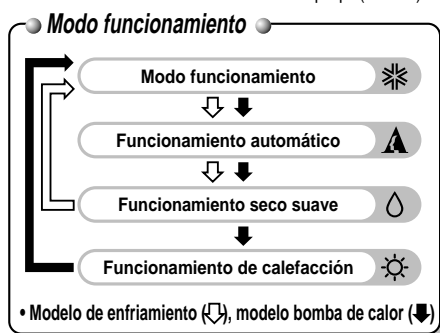 Modo funcionamiento
Modo funcionamiento
Funcionamiento automático
Funcionamiento seco suave
Funcionamiento de calefacción
• Modelo de enfriamiento (⇩), modelo bomba de calor (⬇)